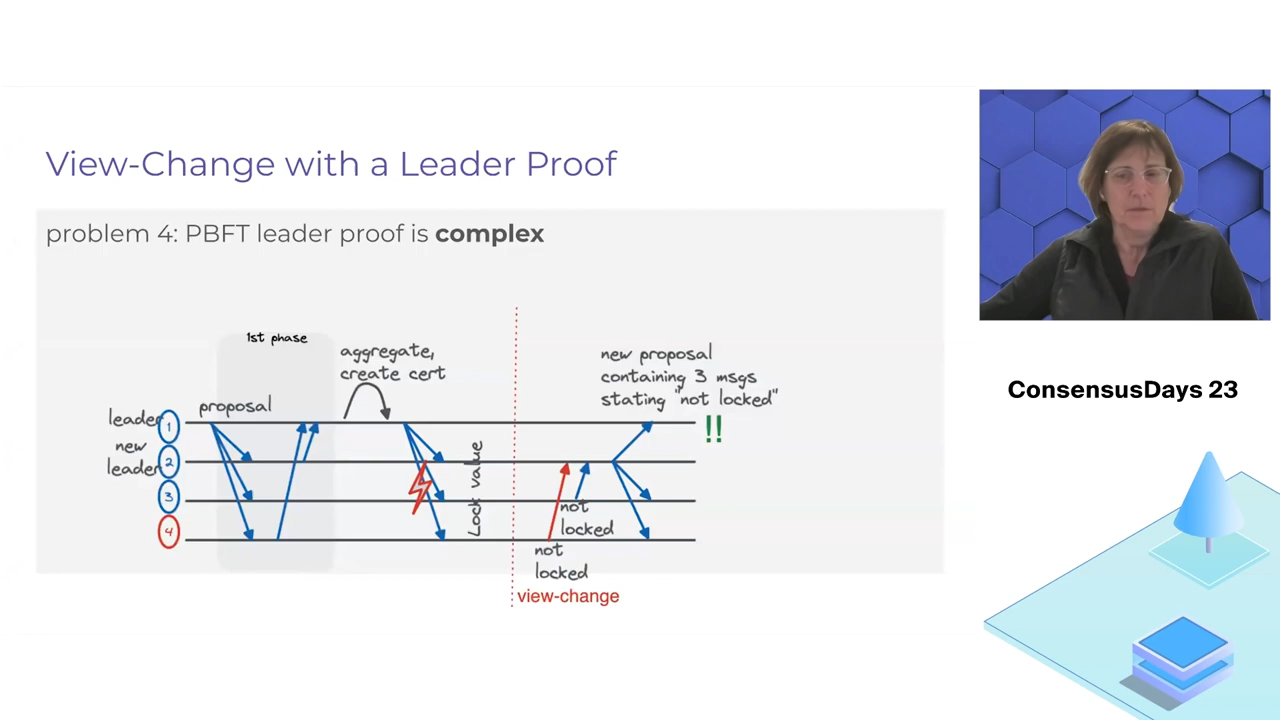 View-Change with a Leader Proof
problem 4: PBFT leader proof is complex
1st phase
aggregate,
create cert
new proposal
containing 3 msgs
stating "not locked"
proposal
leader
1
!!
new
leader
2
3
4
Lock value
not
locked
not
locked
view-change
ConsensusDays 23